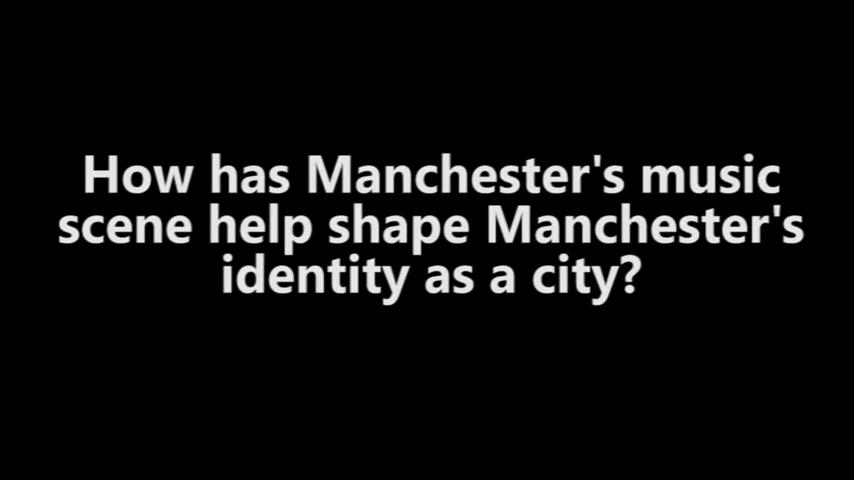 How has Manchester's music
scene help shape Manchester's
identity as a city?